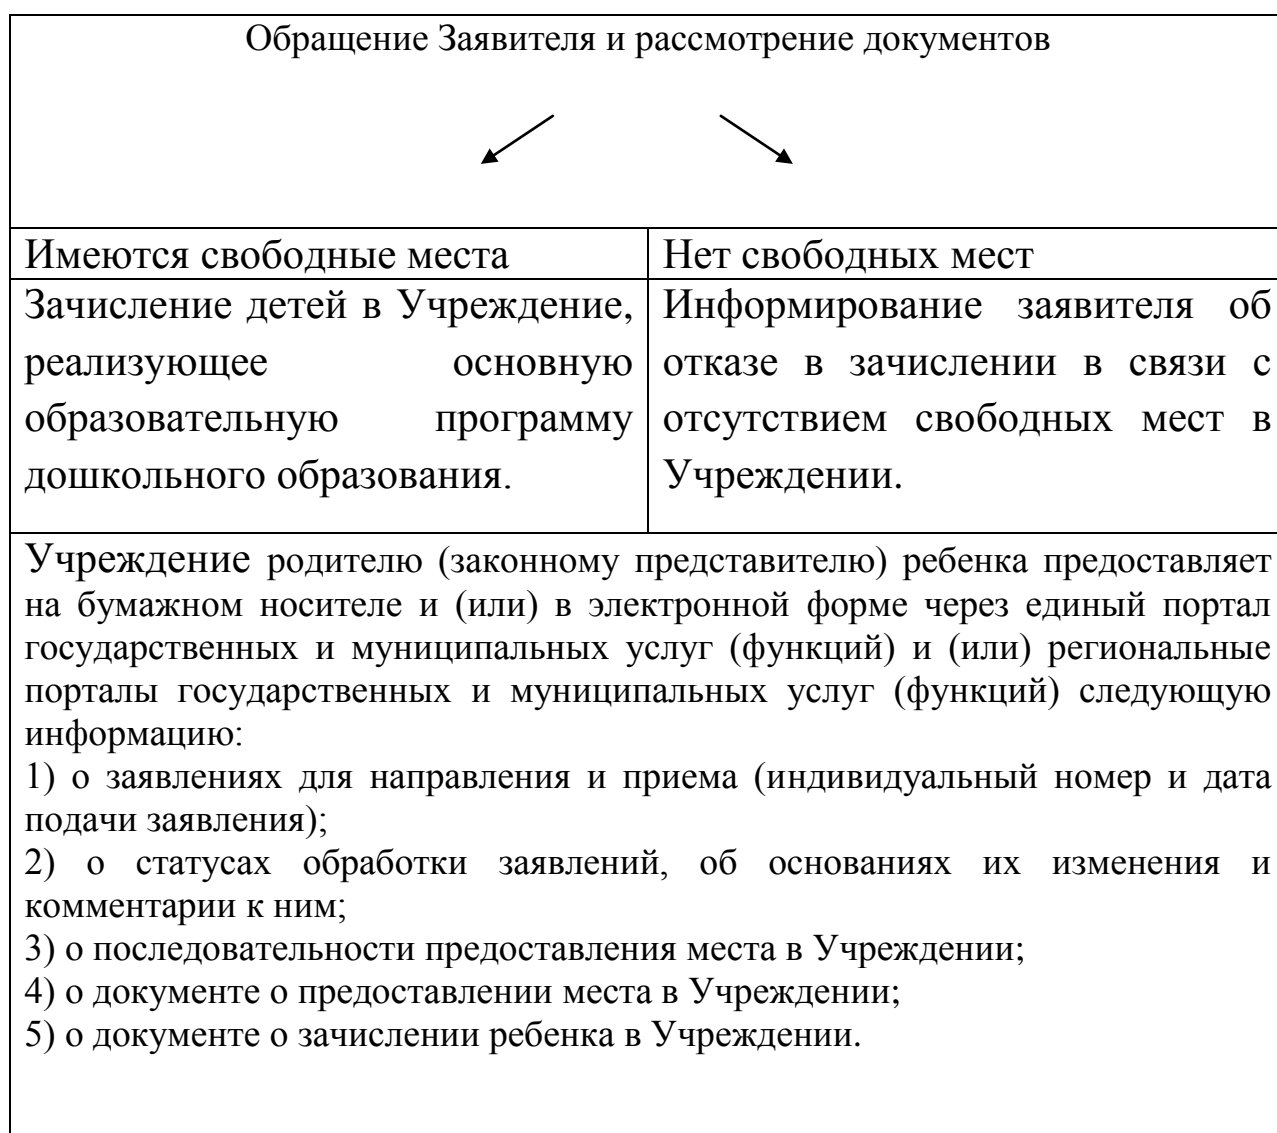 Обращение Заявителя и рассмотрение документов
Имеются свободные места
Нет свободных мест
Зачисление детей в Учреждение,
реализующее основную
образовательную программу
дошкольного образования.
Информирование заявителя об
отказе в зачислении в связи с
отсутствием свободных мест в
Учреждении.
Учреждение родителю (законному представителю) ребенка предоставляет
на бумажном носителе и (или) в электронной форме через единый портал
государственных и муниципальных услуг (функций) и (или) региональные
порталы государственных и муниципальных услуг (функций) следующую
информацию:
1) о заявлениях для направления и приема (индивидуальный номер и дата
подачи заявления);
2) о статусах обработки заявлений, об основаниях их изменения и
комментарии к ним;
3) о последовательности предоставления места в Учреждении;
4) о документе о предоставлении места в Учреждении;
5) о документе о зачислении ребенка в Учреждении.